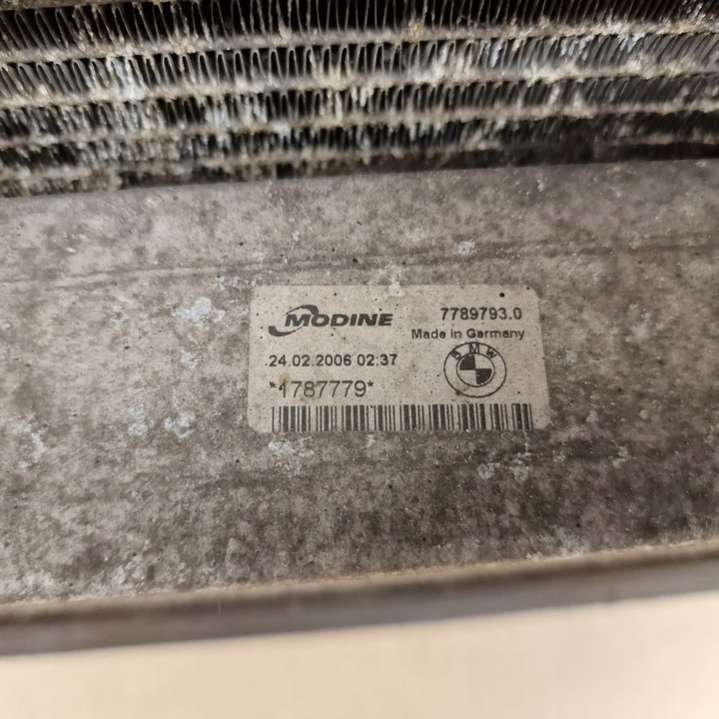 MODINE
7789793.0
Made in Germany
24.02.2006 02:37
BMW
*1787779*